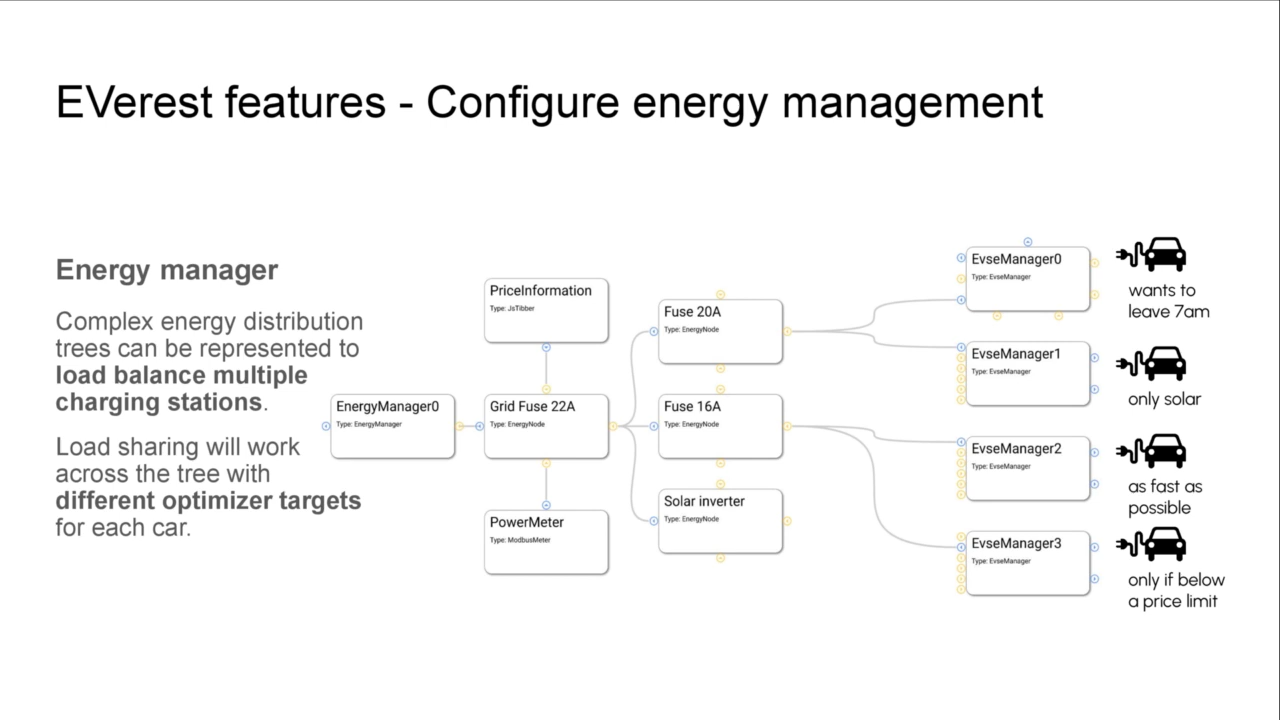 EVerest features - Configure energy management
Energy manager
Complex energy distribution
trees can be represented to
load balance multiple
charging stations.
Load sharing will work
across the tree with
different optimizer targets
for each car.
EnergyManager0
Type: EnergyManager
PriceInformation
Type: JsTibber
Grid Fuse 22A
Type: EnergyNode
PowerMeter
Type: ModbusMeter
Fuse 20A
Type: EnergyNode
Fuse 16A
Type: EnergyNode
Solar inverter
Type: EnergyNode
EvseManager0
Type: EvseManager
wants to
leave 7am
EvseManager1
Type: EvseManager
only solar
EvseManager2
Type: EvseManager
as fast as
possible
EvseManager3
Type: EvseManager
only if below
a price limit